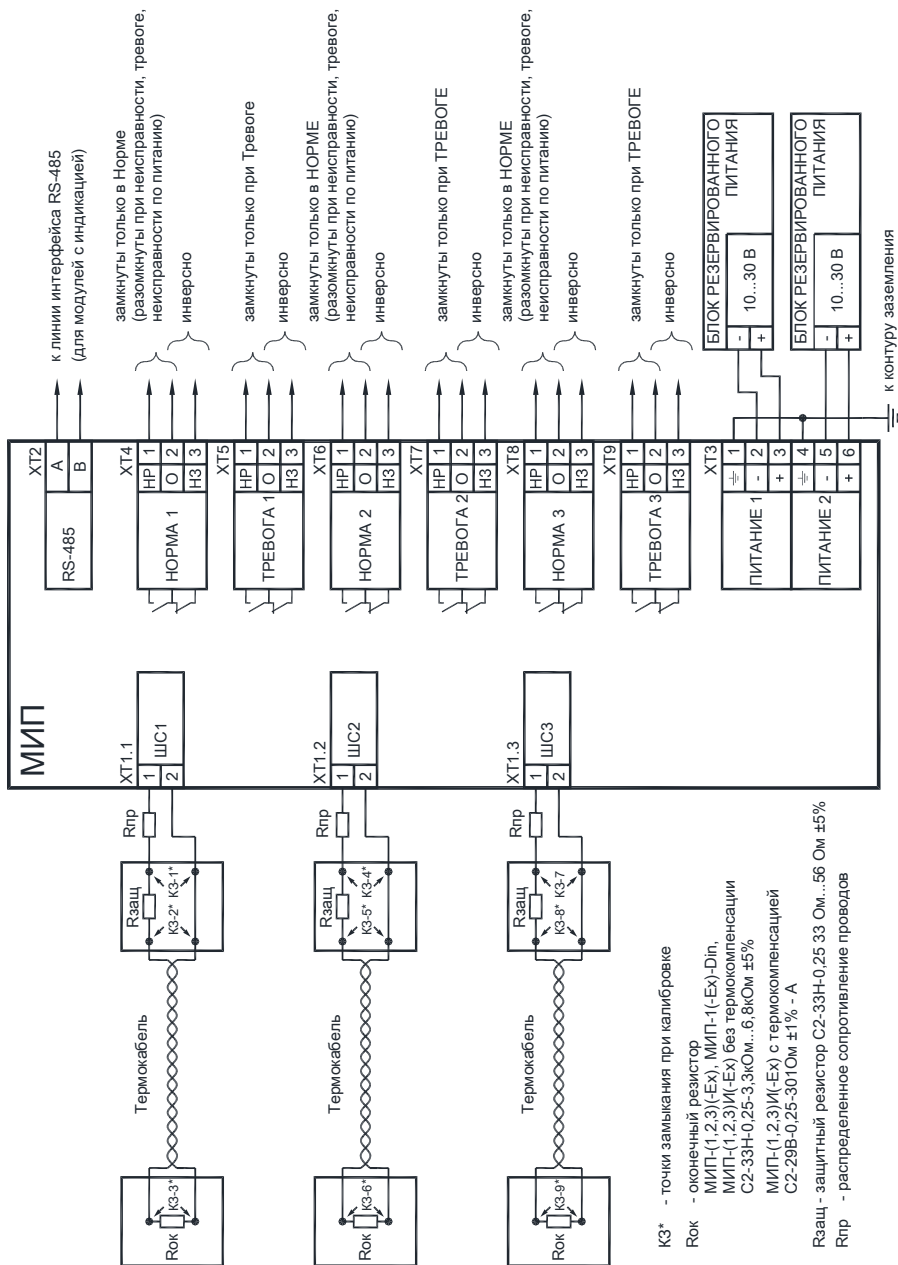 МИП
XT2
RS-485
A
B
к линии интерфейса RS-485
(для модулей с индикацией)
XT1.1
1
2
ШС1
Rпр
Rзащ
КЗ-2*
КЗ-1*
Термокабель
КЗ-3*
Rок
XT4
НОРМА 1
НР
1
О
2
НЗ
3
замкнуты только в Норме
(разомкнуты при неисправности, тревоге,
неисправности по питанию)
инверсно
XT5
ТРЕВОГА 1
НР
1
О
2
НЗ
3
замкнуты только при Тревоге
инверсно
XT1.2
1
2
ШС2
Rпр
Rзащ
КЗ-5*
КЗ-4*
Термокабель
КЗ-6*
Rок
XT6
НОРМА 2
НР
1
О
2
НЗ
3
замкнуты только в НОРМЕ
(разомкнуты при неисправности, тревоге,
неисправности по питанию)
инверсно
XT7
ТРЕВОГА 2
НР
1
О
2
НЗ
3
замкнуты только при ТРЕВОГЕ
инверсно
XT1.3
1
2
ШС3
Rпр
Rзащ
КЗ-8*
КЗ-7
Термокабель
КЗ-9*
Rок
XT8
НОРМА 3
НР
1
О
2
НЗ
3
замкнуты только в НОРМЕ
(разомкнуты при неисправности, тревоге,
неисправности по питанию)
инверсно
XT9
ТРЕВОГА 3
НР
1
О
2
НЗ
3
замкнуты только при ТРЕВОГЕ
инверсно
XT3
ПИТАНИЕ 1
1
-
2
+
3
ПИТАНИЕ 2
4
-
5
+
6
БЛОК РЕЗЕРВИРОВАННОГО
ПИТАНИЯ
-
+
10...30 В
БЛОК РЕЗЕРВИРОВАННОГО
ПИТАНИЯ
-
+
10...30 В
к контуру заземления
КЗ* - точки замыкания при калибровке
Rок - оконечный резистор
МИП-(1,2,3)(-Ex), МИП-1(-Ex)-Din,
МИП-(1,2,3)И(-Ex) без термокомпенсации
С2-33Н-0,25-3,3кОм...6,8кОм ±5%
МИП-(1,2,3)И(-Ex) с термокомпенсацией
С2-29В-0,25-301Ом ±1% - А
Rзащ - защитный резистор С2-33Н-0,25 33 Ом...56 Ом ±5%
Rпр - распределенное сопротивление проводов